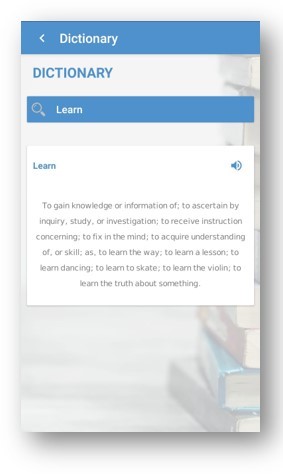 Dictionary
DICTIONARY
Learn
Learn
To gain knowledge or information of; to ascertain by
inquiry, study, or investigation; to receive instruction
concerning; to fix in the mind; to acquire understanding
of, or skill; as, to learn the way; to learn a lesson; to
learn dancing; to learn to skate; to learn the violin; to
learn the truth about something.